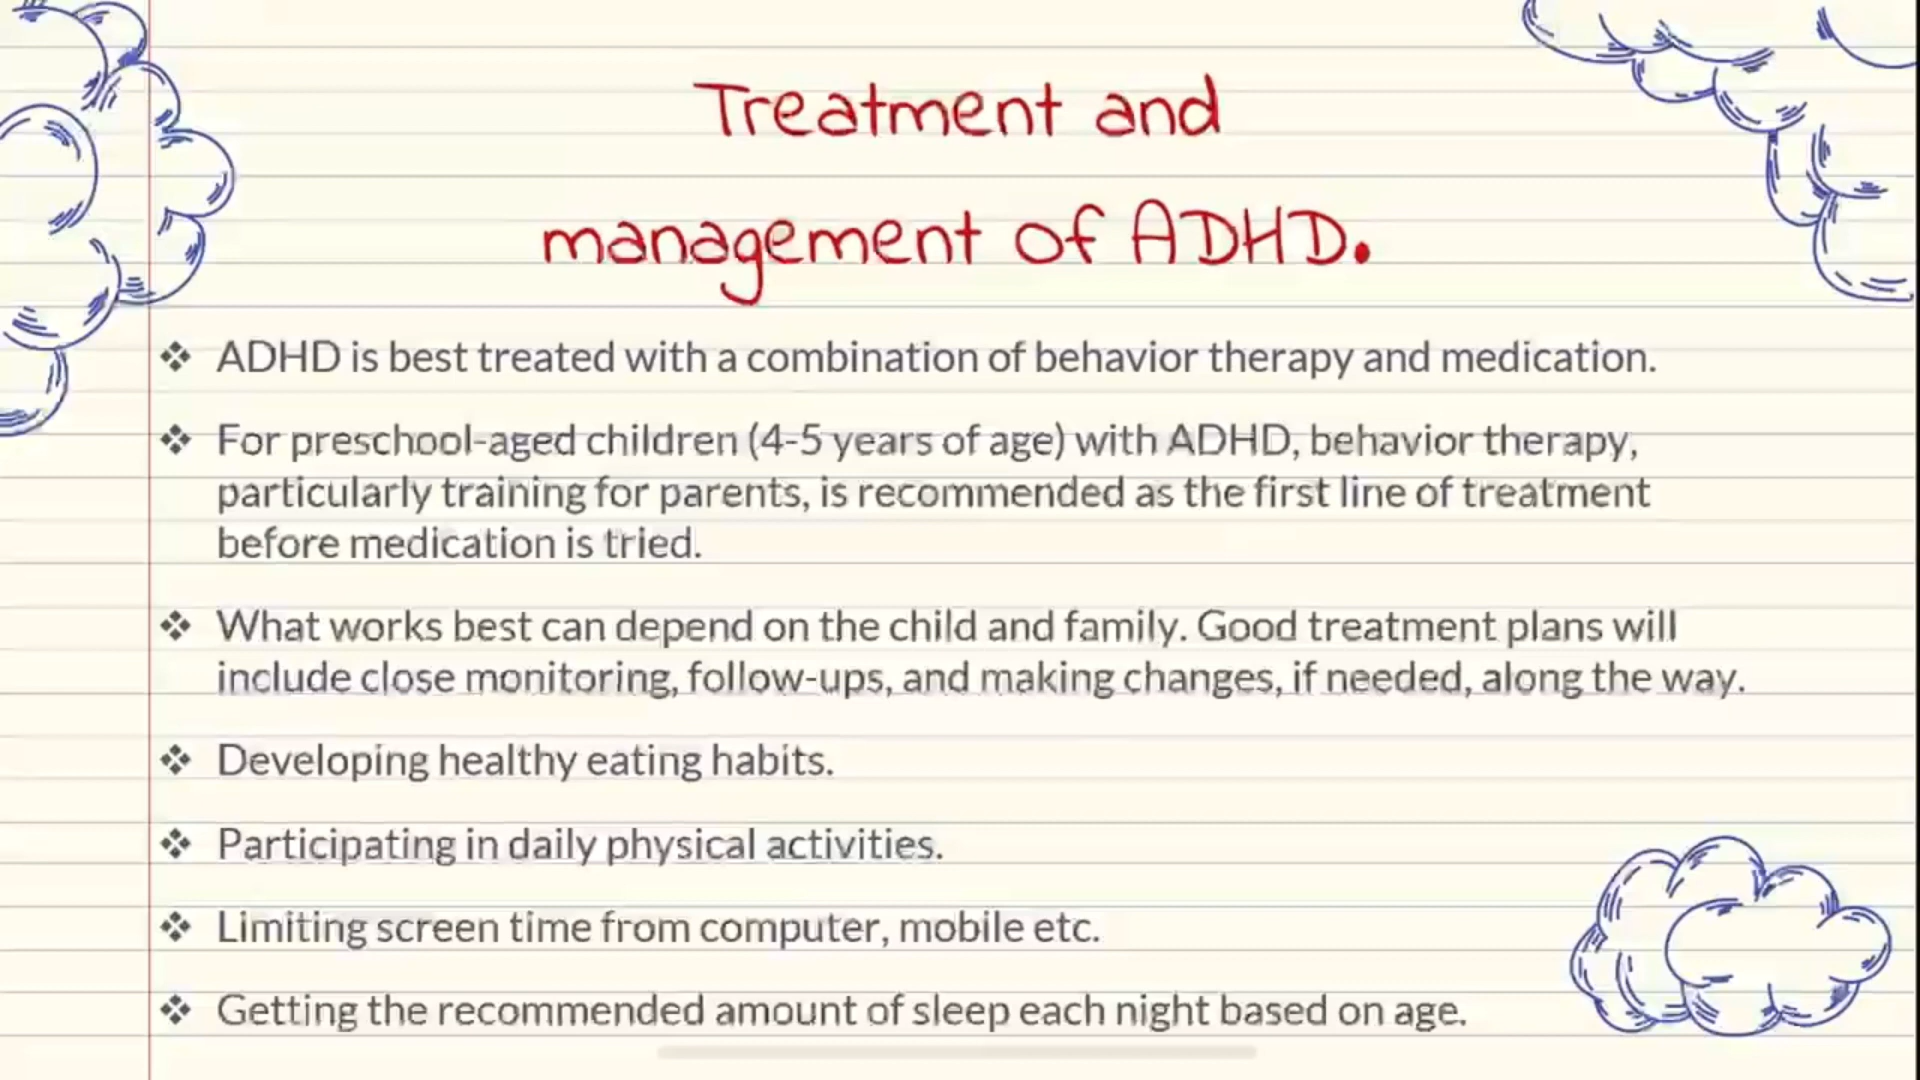 Treatment and
management of ADHD.
❖ ADHD is best treated with a combination of behavior therapy and medication.
❖ For preschool-aged children (4-5 years of age) with ADHD, behavior therapy,
particularly training for parents, is recommended as the first line of treatment
before medication is tried.
❖ What works best can depend on the child and family. Good treatment plans will
include close monitoring, follow-ups, and making changes, if needed, along the way.
❖ Developing healthy eating habits.
❖ Participating in daily physical activities.
❖ Limiting screen time from computer, mobile etc.
❖ Getting the recommended amount of sleep each night based on age.